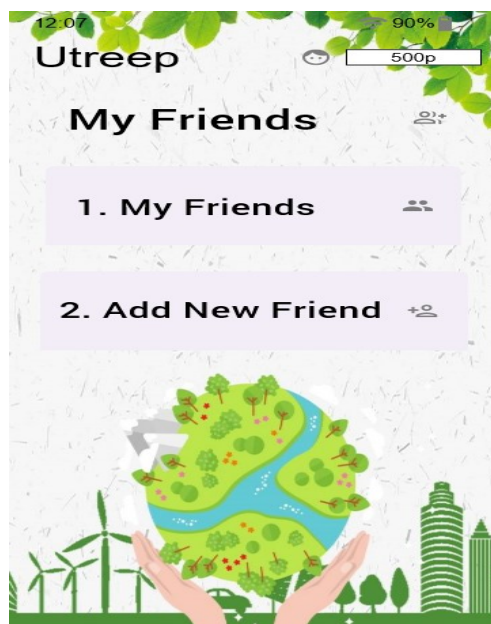 12:07 90%
Utreep 500p
My Friends
1. My Friends
2. Add New Friend